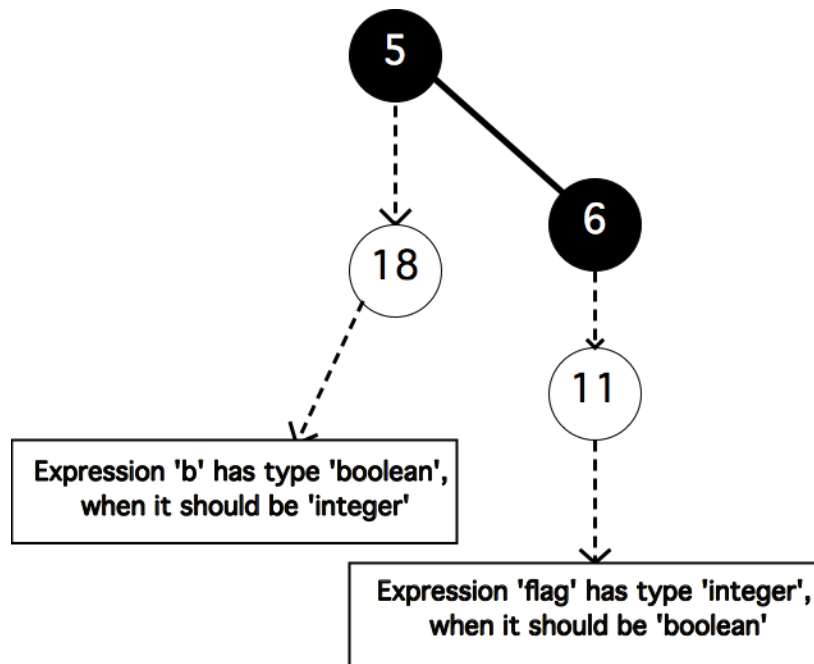 5
6
18
11
Expression 'b' has type 'boolean',
when it should be 'integer'
Expression 'flag' has type 'integer',
when it should be 'boolean'